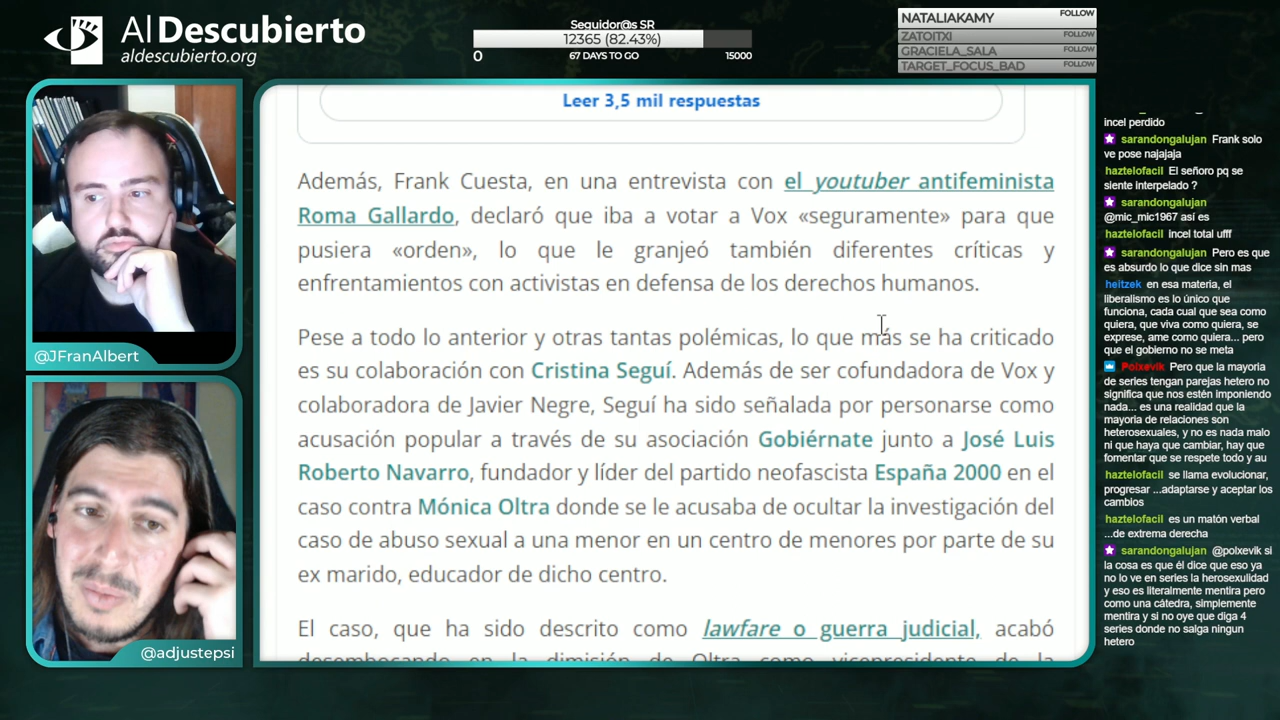 Al Descubierto
aldescubierto.org
Seguidor@s SR
12365 (82.43%)
0
67 DAYS TO GO
15000
NATALIAKAMY FOLLOW
ZATOITXI FOLLOW
GRACIELA_SALA FOLLOW
TARGET_FOCUS_BAD FOLLOW
@JFranAlbert
@adjustepsi
Leer 3,5 mil respuestas
Además, Frank Cuesta, en una entrevista con el youtuber antifeminista
Roma Gallardo, declaró que iba a votar a Vox «seguramente» para que
pusiera «orden», lo que le granjeó también diferentes críticas y
enfrentamientos con activistas en defensa de los derechos humanos.
Pese a todo lo anterior y otras tantas polémicas, lo que más se ha criticado
es su colaboración con Cristina Seguí. Además de ser cofundadora de Vox y
colaboradora de Javier Negre, Seguí ha sido señalada por personarse como
acusación popular a través de su asociación Gobiérnate junto a José Luis
Roberto Navarro, fundador y líder del partido neofascista España 2000 en el
caso contra Mónica Oltra donde se le acusaba de ocultar la investigación del
caso de abuso sexual a una menor en un centro de menores por parte de su
ex marido, educador de dicho centro.
El caso, que ha sido descrito como lawfare o guerra judicial, acabó
desembocando en la dimisión de Oltra como vicepresidente de la
incel perdido
sarandongalujan Frank solo
ve pose najajaja
haztelofacil El señoro pq se
siente interpelado ?
sarandongalujan
@mic_mic1967 así es
haztelofacil incel total ufff
sarandongalujan Pero es que
es absurdo lo que dice sin mas
heitzek en esa materia, el
liberalismo es lo único que
funciona, cada cual que sea como
quiera, que viva como quiera, se
exprese, ame como quiera... pero
que el gobierno no se meta
Polxevik Pero que la mayoria
de series tengan parejas hetero no
significa que nos estén imponiendo
nada... es una realidad que la
mayoria de relaciones son
heterosexuales, y no es nada malo
ni que haya que cambiar, hay que
fomentar que se respete todo y au
haztelofacil se llama evolucionar,
progresar ...adaptarse y aceptar los
cambios
haztelofacil es un matón verbal
...de extrema derecha
sarandongalujan @polxevik si
la cosa es que él dice que eso ya
no lo ve en series la herosexulidad
y eso es literalmente mentira pero
como una cátedra, simplemente
mentira y si no oye que diga 4
series donde no salga ningun
hetero